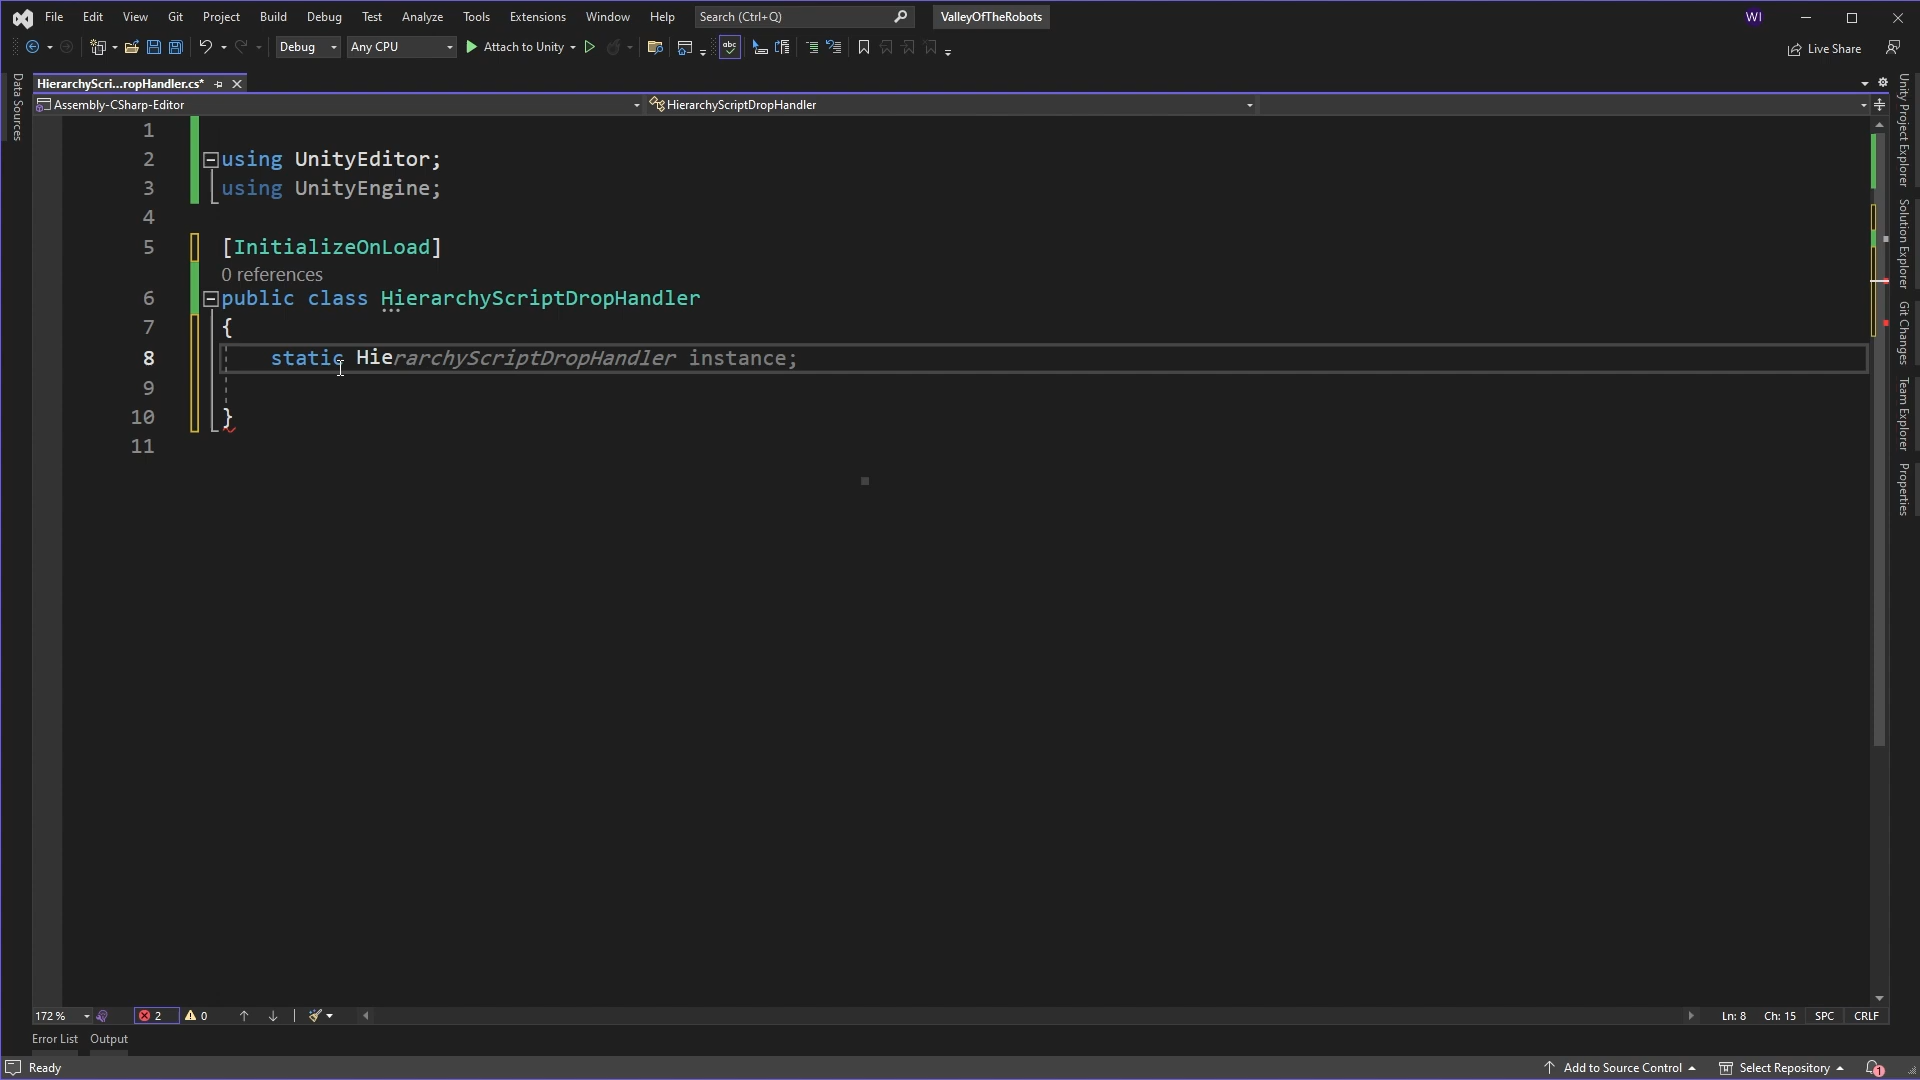 File Edit View Git Project Build Debug Test Analyze Tools Extensions Window Help Search (Ctrl+Q) ValleyOfTheRobots WI
Debug Any CPU Attach to Unity abc Live Share
HierarchyScri...ropHandler.cs*
Assembly-CSharp-Editor HierarchyScriptDropHandler
1
2 using UnityEditor;
3 using UnityEngine;
4
5 [InitializeOnLoad]
0 references
6 public class HierarchyScriptDropHandler
7 {
8 static HierarchyScriptDropHandler instance;
9
10 }
11
Data Sources
Unity Project Explorer
Solution Explorer
Git Changes
Team Explorer
Properties
172 % 2 0 Ln: 8 Ch: 15 SPC CRLF
Error List Output
Ready Add to Source Control Select Repository 1